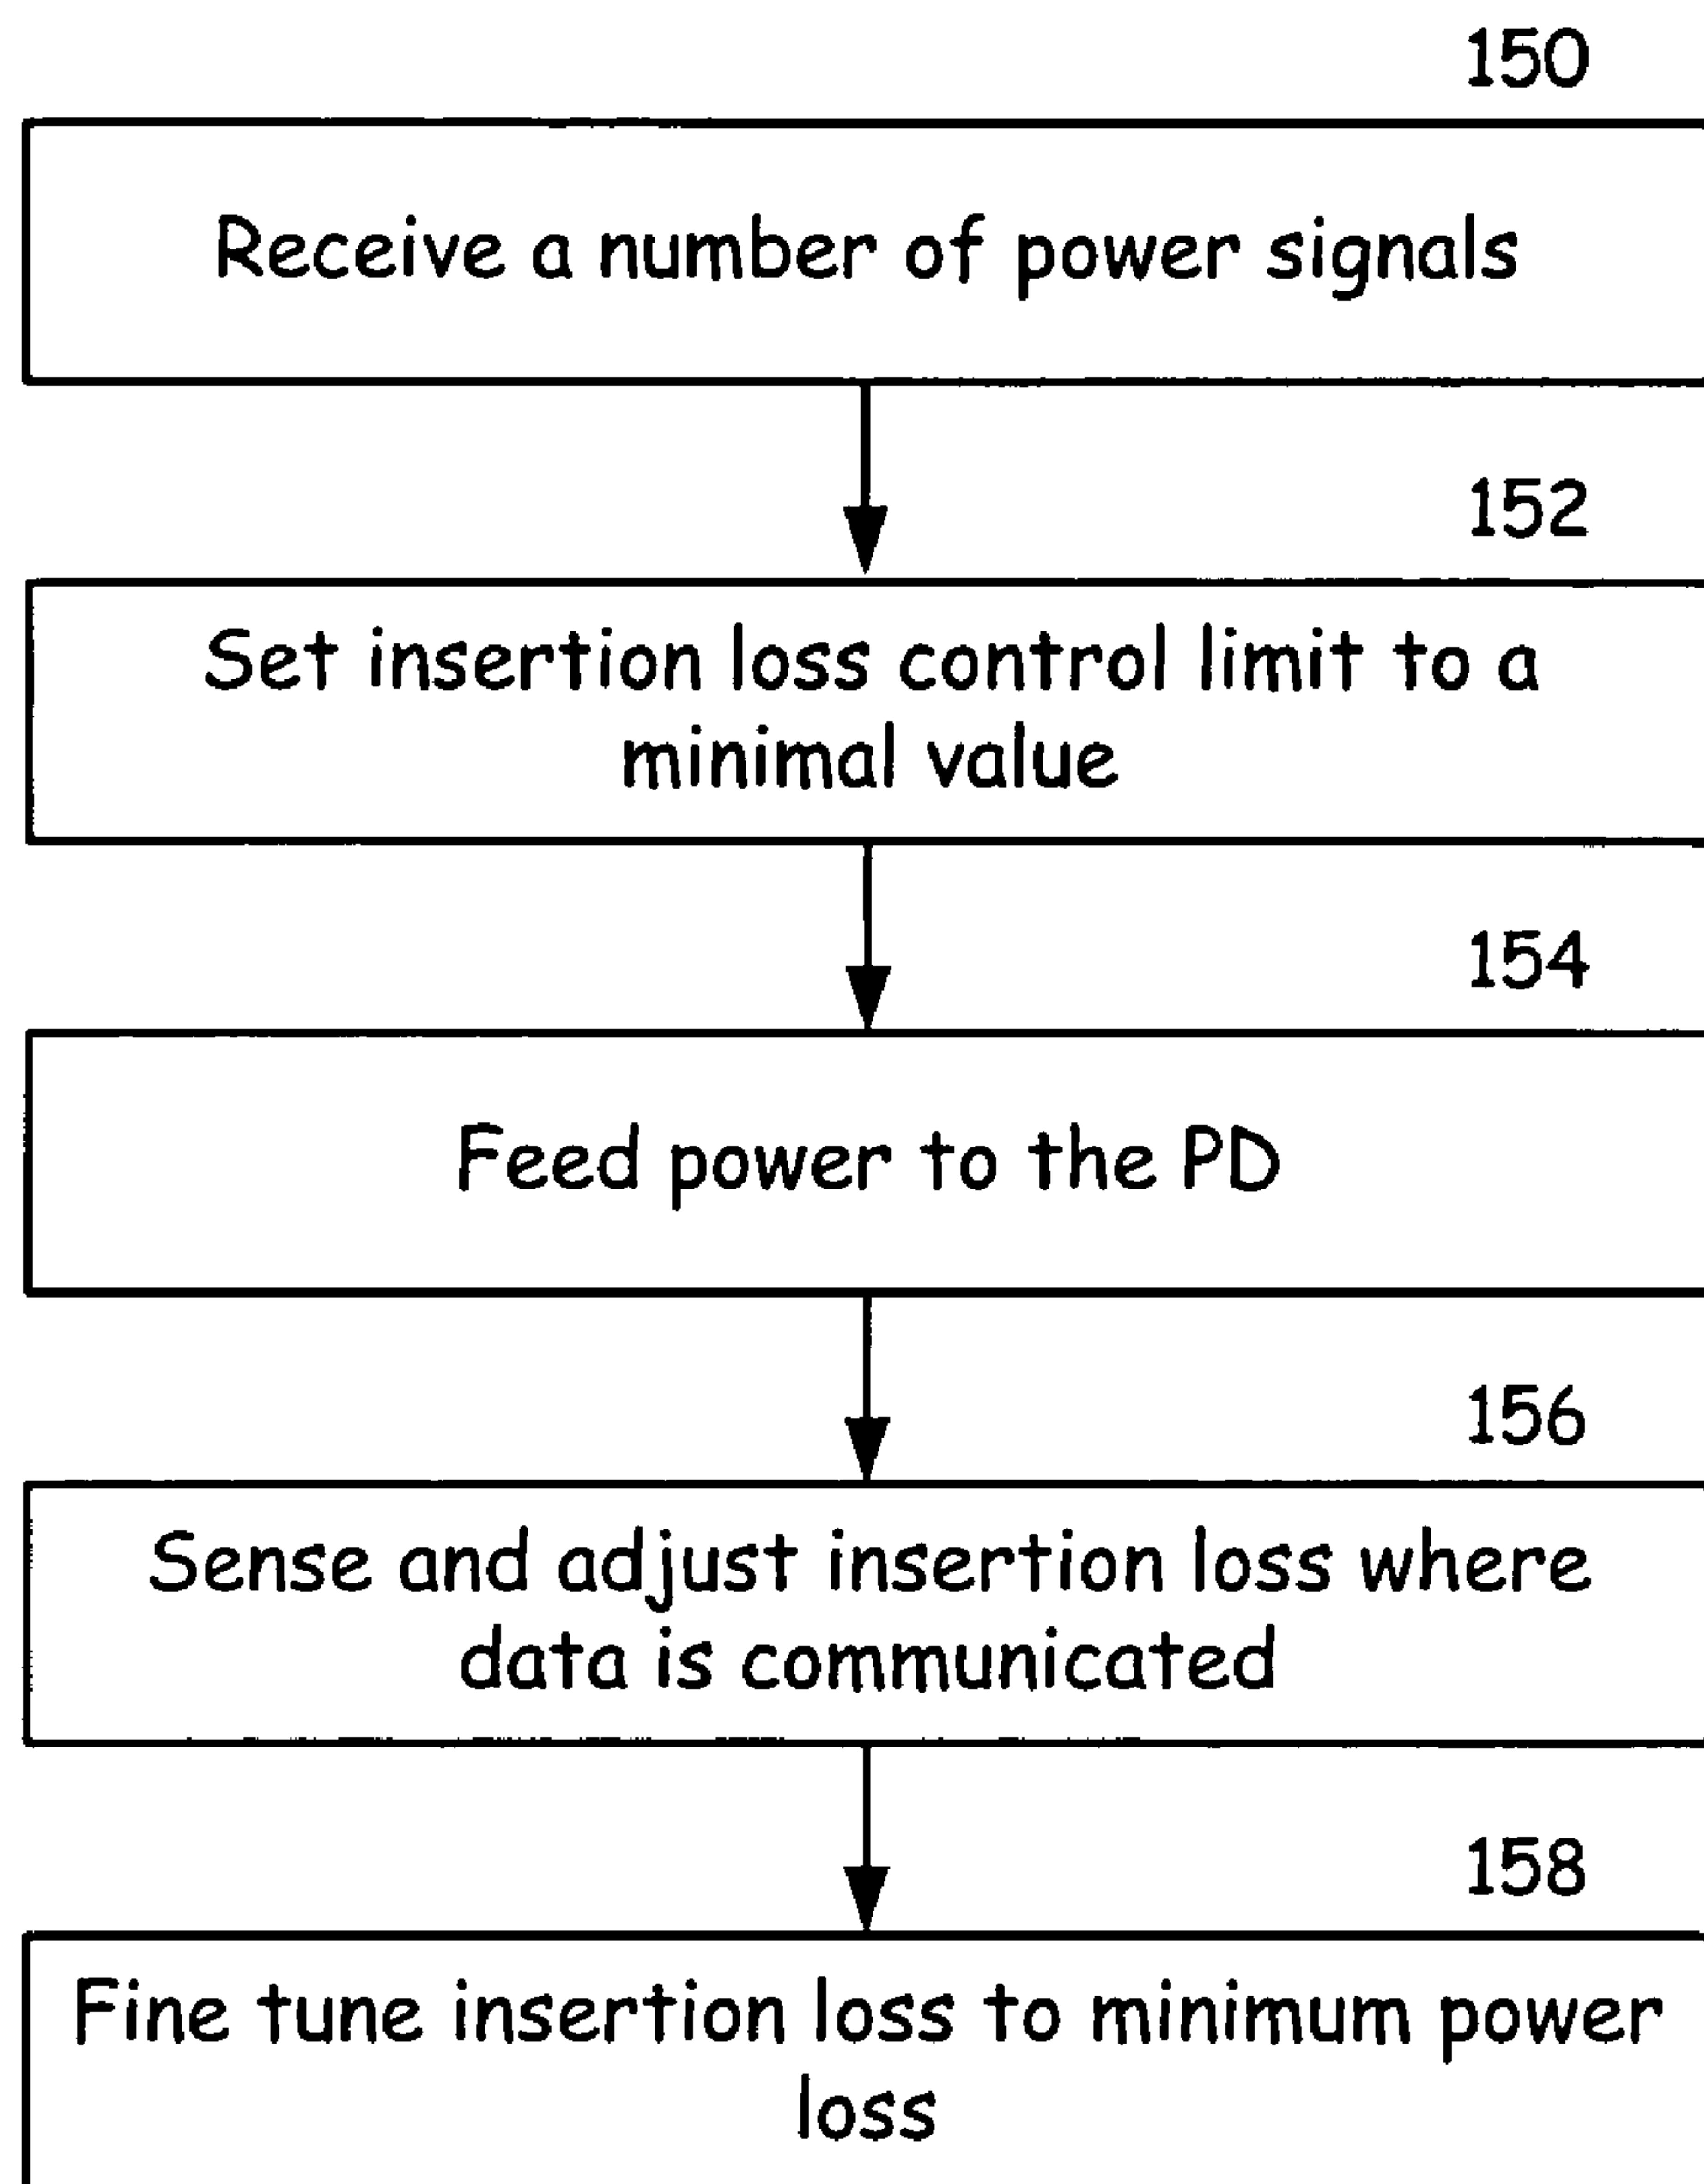 150
Receive a number of power signals
152
Set insertion loss control limit to a
minimal value
154
Feed power to the PD
156
Sense and adjust insertion loss where
data is communicated
158
Fine tune insertion loss to minimum power
loss